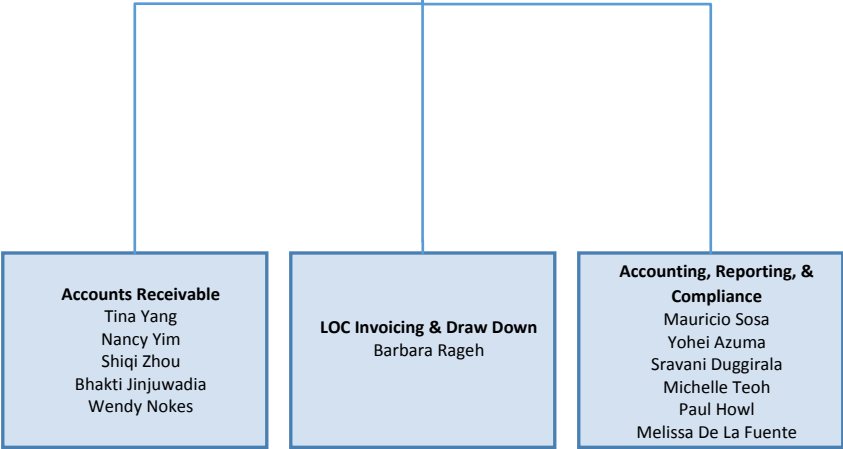 Accounts Receivable
Tina Yang
Nancy Yim
Shiqi Zhou
Bhakti Jinjuwadia
Wendy Nokes
LOC Invoicing & Draw Down
Barbara Rageh
Accounting, Reporting, &
Compliance
Mauricio Sosa
Yohei Azuma
Sravani Duggirala
Michelle Teoh
Paul Howl
Melissa De La Fuente